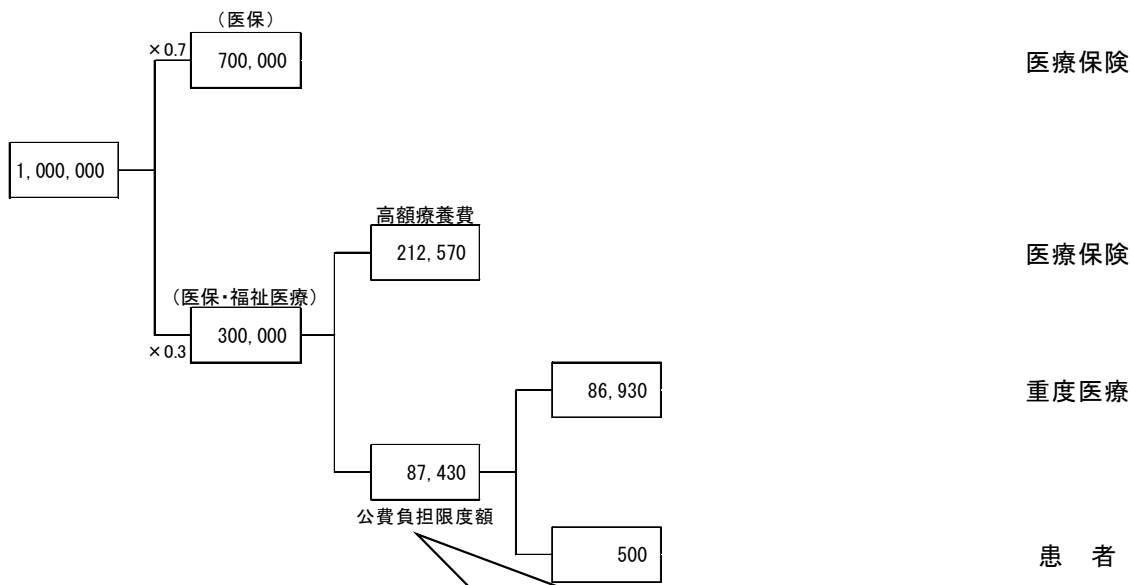 （医保）
×0.7
700,000
医療保険
1,000,000
高額療養費
212,570
医療保険
（医保・福祉医療）
300,000
×0.3
86,930
重度医療
87,430
公費負担限度額
500
患　者